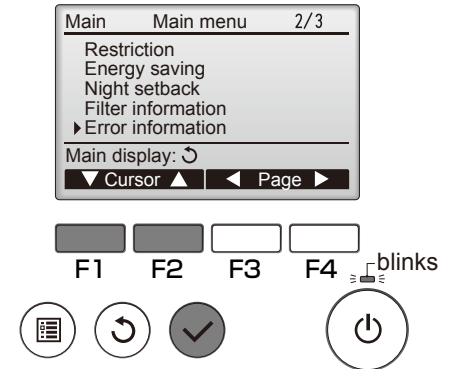 Main Main menu 2/3
Restriction
Energy saving
Night setback
Filter information
Error information
Main display:
Cursor Page
F1 F2 F3 F4
blinks